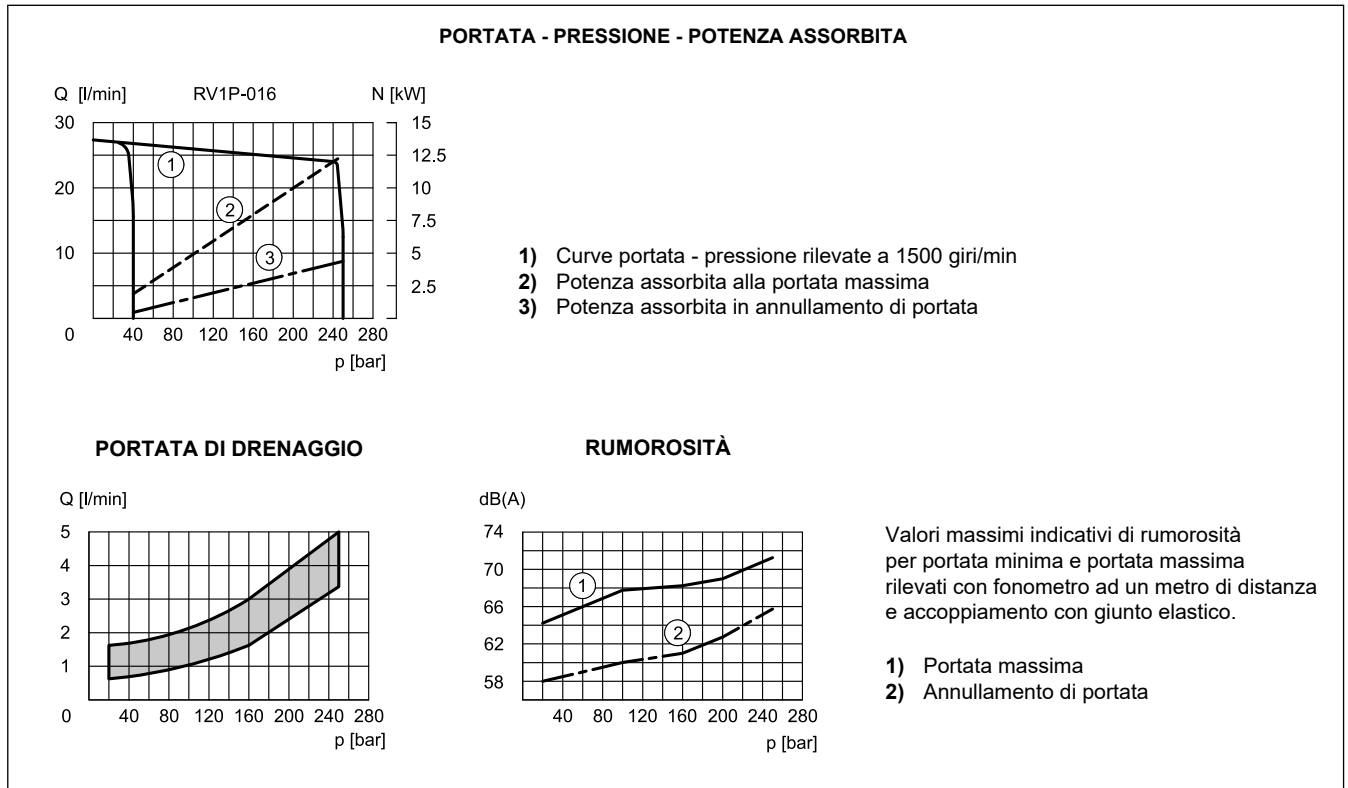 PORTATA - PRESSIONE - POTENZA ASSORBITA
Q [l/min] RV1P-016 N [kW]
30 15
12.5
20 10
7.5
10 5
2.5
1
2
3
0 40 80 120 160 200 240 280
p [bar]
1) Curve portata - pressione rilevate a 1500 giri/min
2) Potenza assorbita alla portata massima
3) Potenza assorbita in annullamento di portata
PORTATA DI DRENAGGIO
Q [l/min]
5
4
3
2
1
0 40 80 120 160 200 240 280
p [bar]
RUMOROSITÀ
dB(A)
74
70
66
62
58
1
2
40 80 120 160 200 240 280
p [bar]
Valori massimi indicativi di rumorosità
per portata minima e portata massima
rilevati con fonometro ad un metro di distanza
e accoppiamento con giunto elastico.
1) Portata massima
2) Annullamento di portata